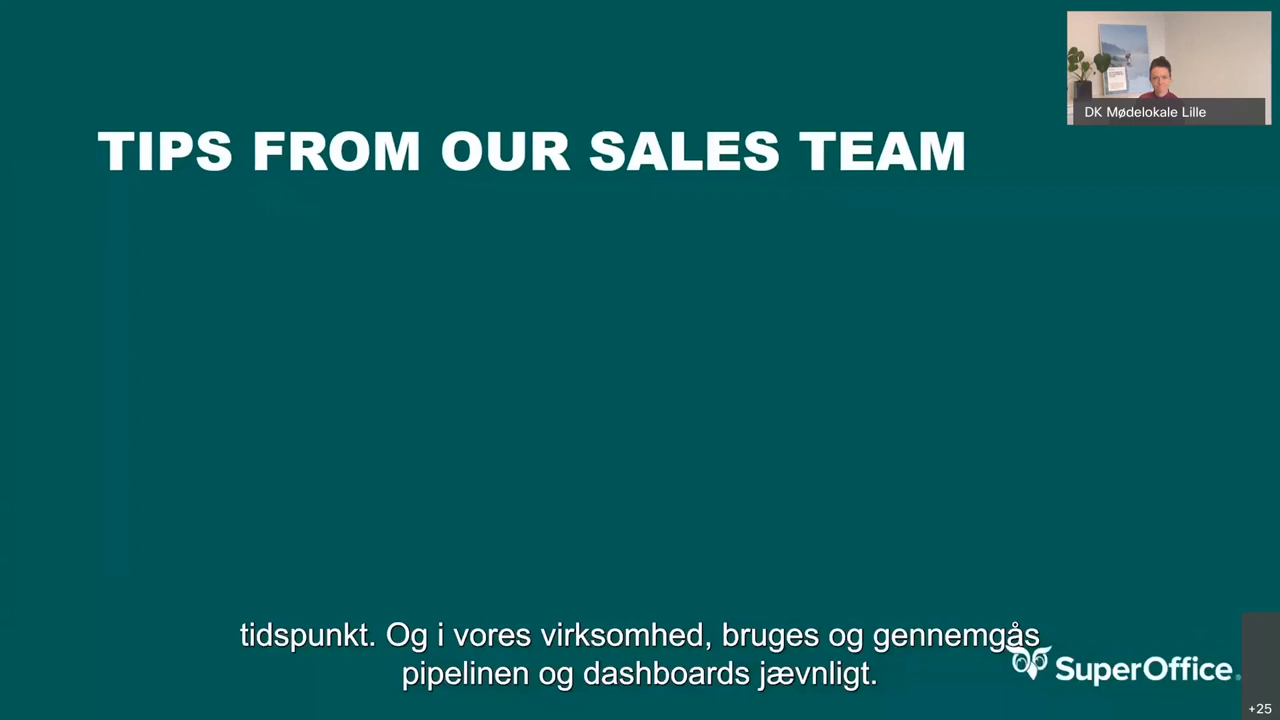 DK Mødelokale Lille
TIPS FROM OUR SALES TEAM
tidspunkt. Og i vores virksomhed, bruges og gennemgås
pipelinen og dashboards jævnligt.
SuperOffice.
+25